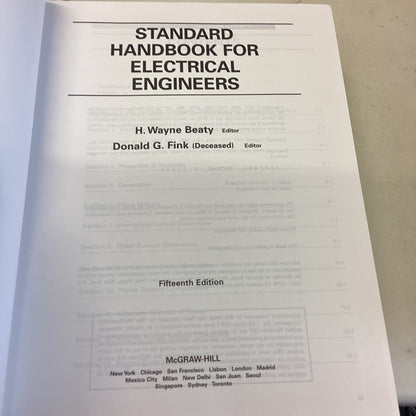 STANDARD
HANDBOOK FOR
ELECTRICAL
ENGINEERS
H. Wayne Beaty Editor
Donald G. Fink (Deceased) Editor
Fifteenth Edition
McGRAW-HILL
New York Chicago San Francisco Lisbon London Madrid
Mexico City Milan New Delhi San Juan Seoul
Singapore Sydney Toronto